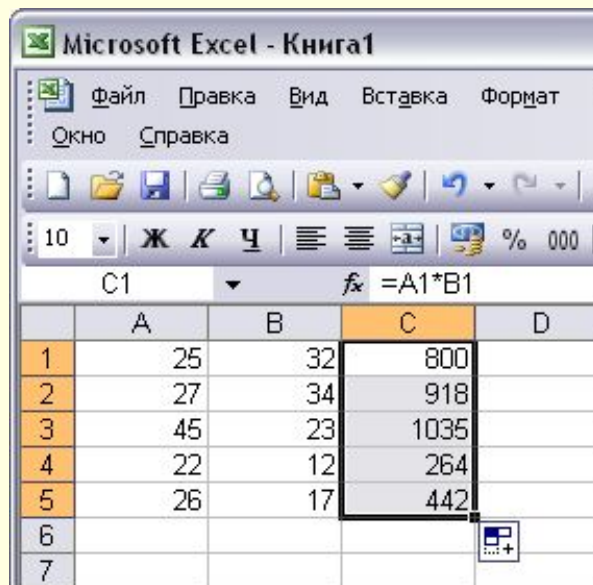 Microsoft Excel - Книга1
Файл Правка Вид Вставка Формат
Окно Справка
10 Ж К Ч % 000
C1 fx =A1*B1
A B C D
1 25 32 800
2 27 34 918
3 45 23 1035
4 22 12 264
5 26 17 442
6
7